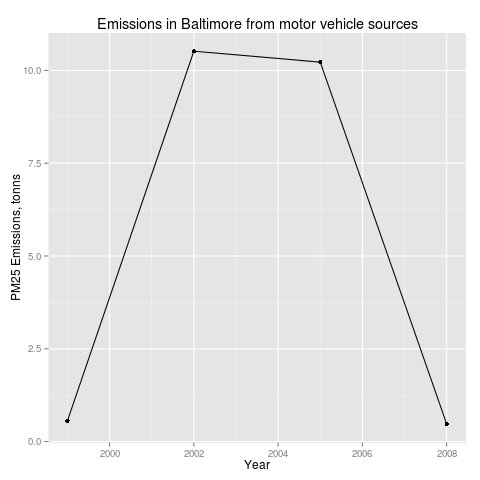 Emissions in Baltimore from motor vehicle sources
PM25 Emissions, tonns
10.0
7.5
5.0
2.5
0.0
2000 2002 2004 2006 2008
Year